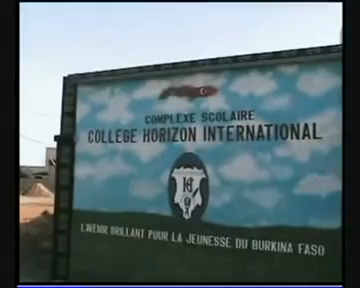 COMPLEXE SCOLAIRE
COLLEGE HORIZON INTERNATIONAL
L'AVENIR BRILLANT POUR LA JEUNESSE DU BURKINA FASO